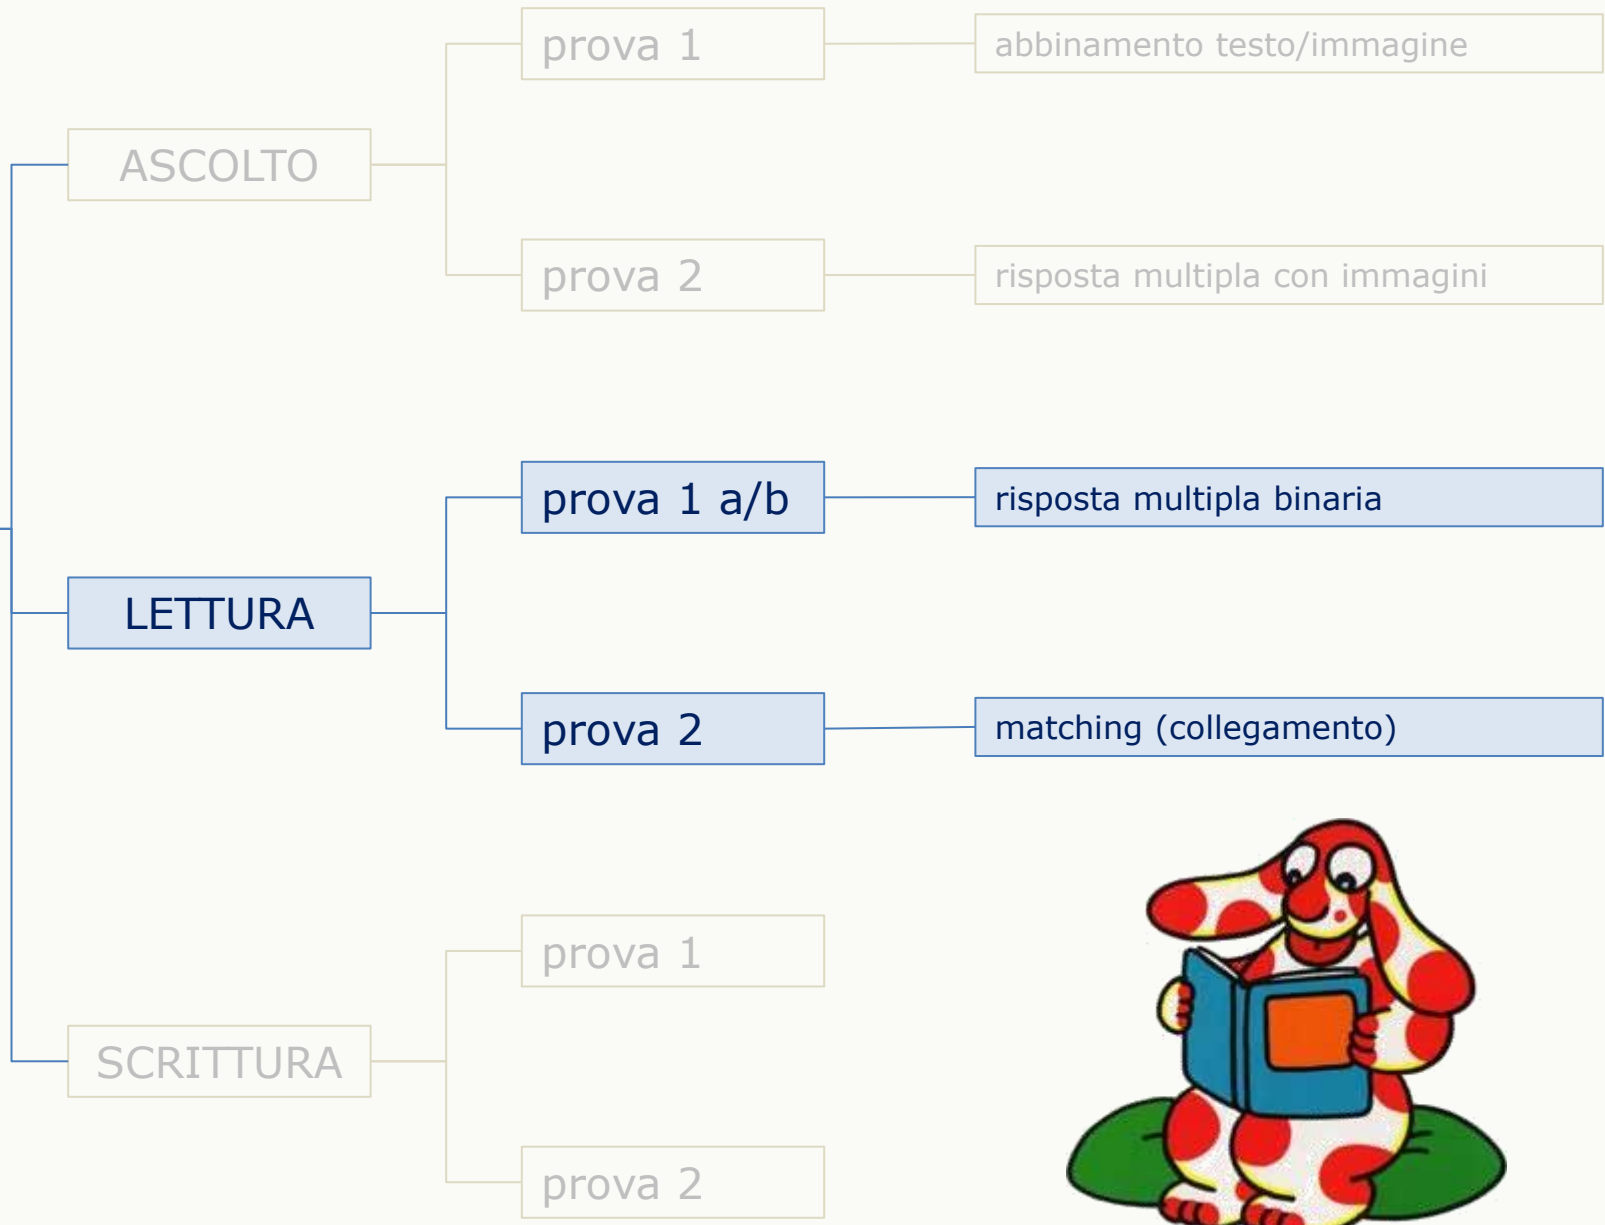 ASCOLTO
prova 1
abbinamento testo/immagine
prova 2
risposta multipla con immagini
LETTURA
prova 1 a/b
risposta multipla binaria
prova 2
matching (collegamento)
SCRITTURA
prova 1
prova 2